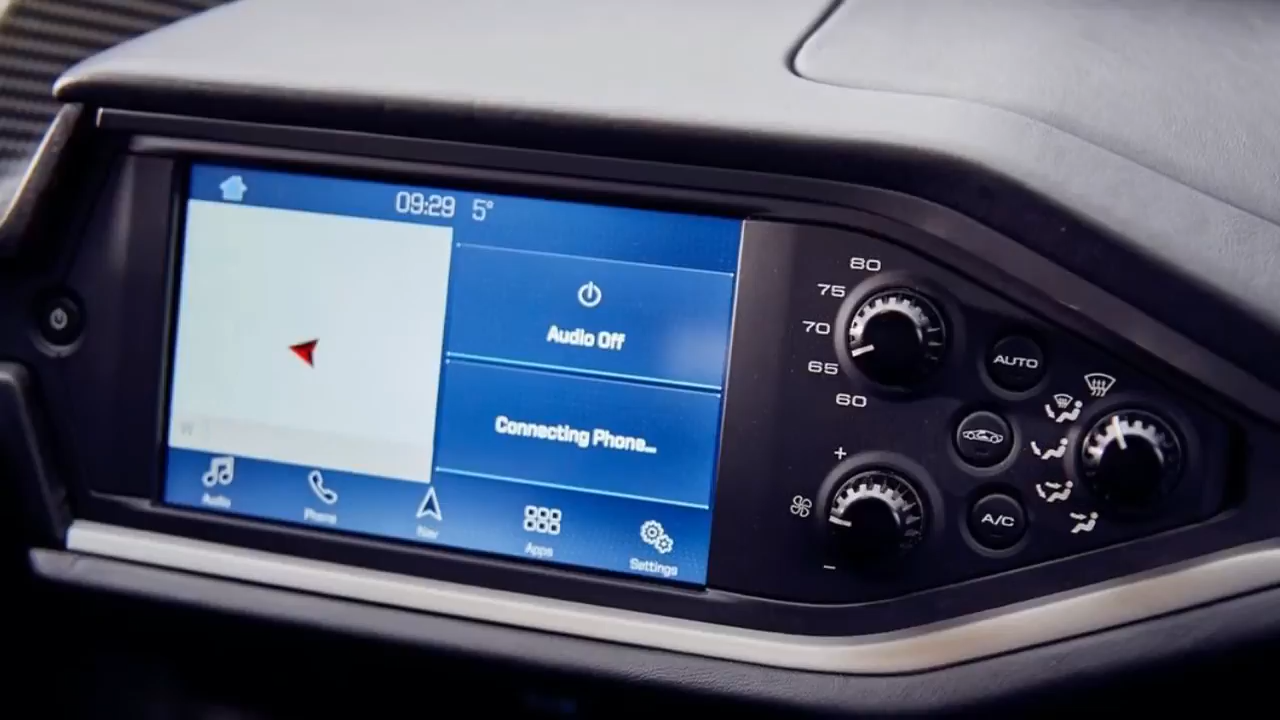 09:29 5°
Audio Off
Connecting Phone...
Audio
Phone
Nav
Apps
Settings
80
75
70
65
60
+
-
AUTO
A/C